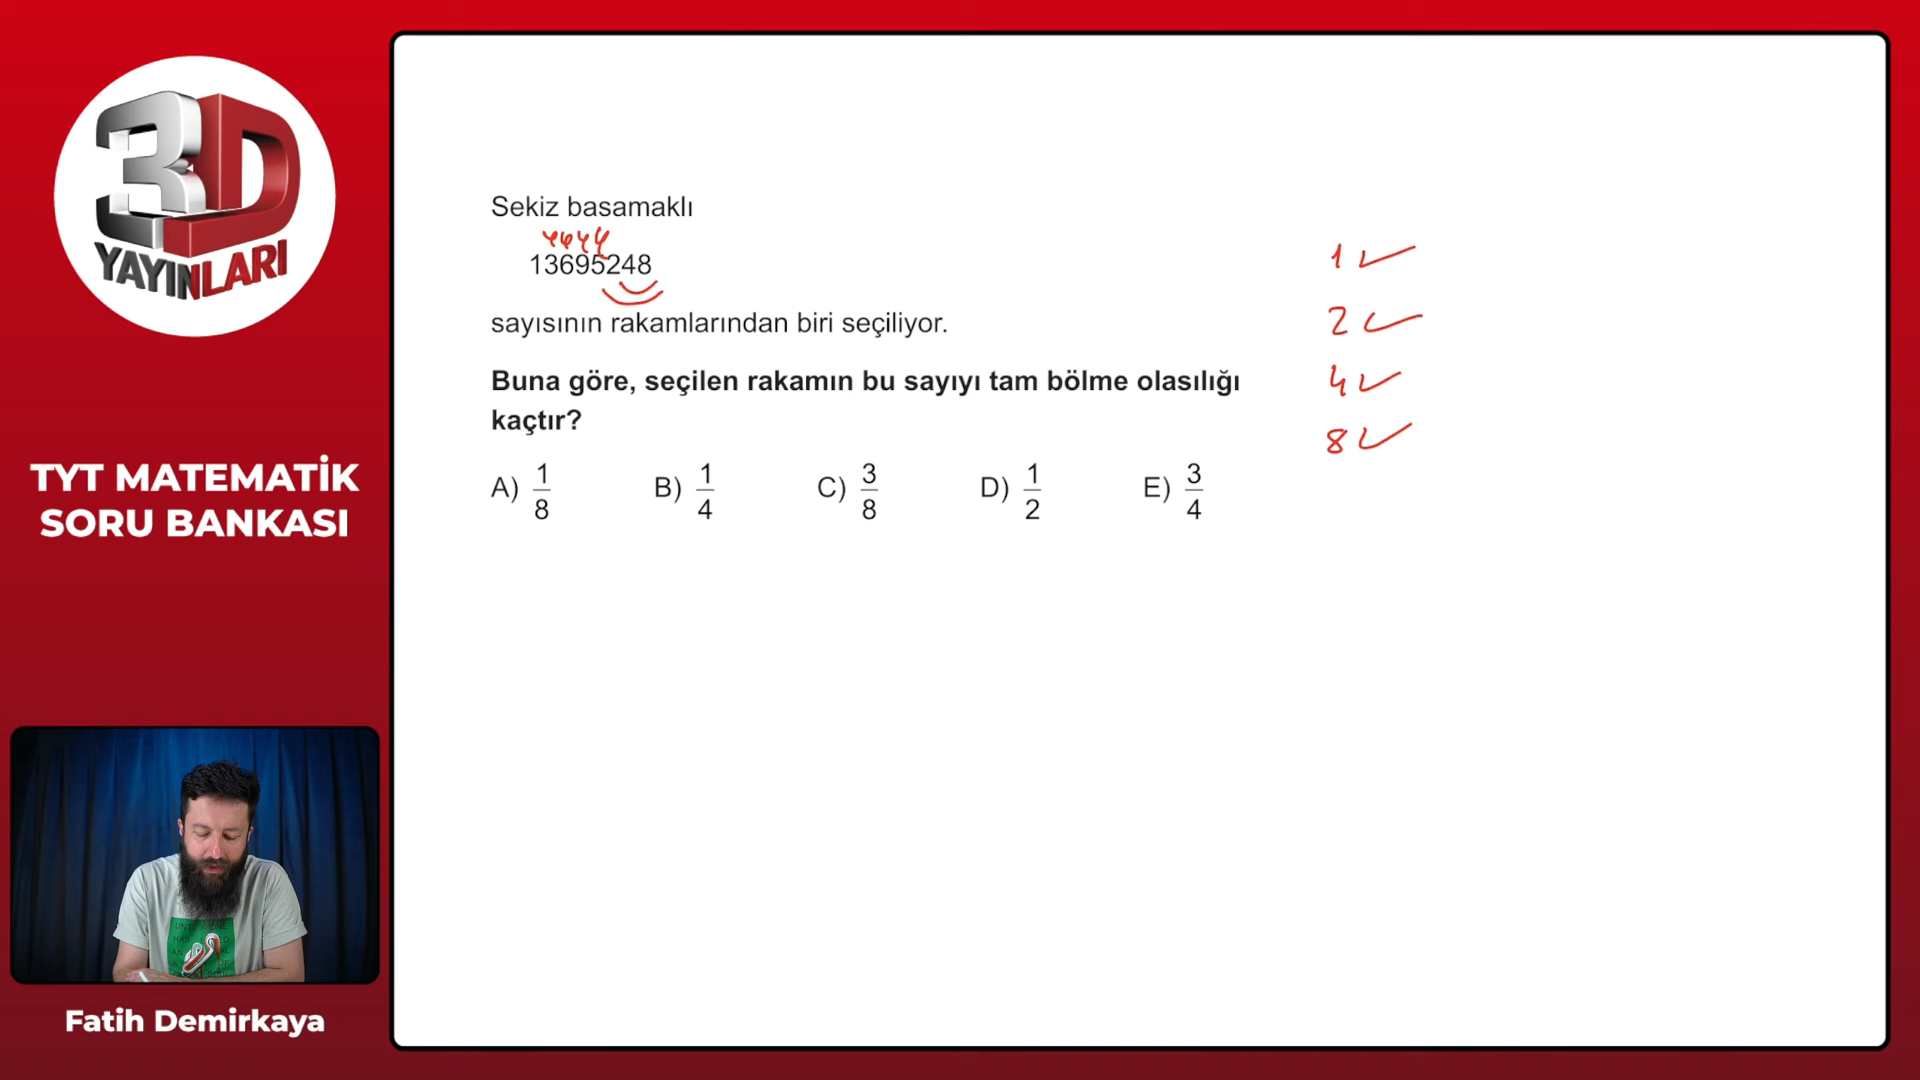 3D
YAYINLARI
TYT MATEMATİK
SORU BANKASI
Fatih Demirkaya
Sekiz basamaklı
13695248
sayısının rakamlarından biri seçiliyor.
Buna göre, seçilen rakamın bu sayıyı tam bölme olasılığı
kaçtır?
A) 1/8 B) 1/4 C) 3/8 D) 1/2 E) 3/4
1 ✓
2 ✓
4 ✓
8 ✓